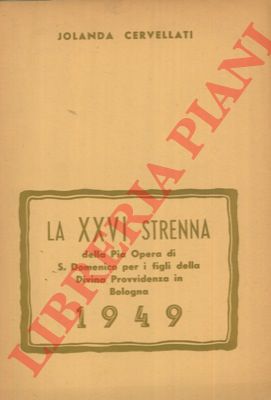 JOLANDA CERVELLATI
LA XXVI STRENNA
della Pia Opera di
S. Domenico per i figli della
Divina Provvidenza in
Bologna
1949
LIBRERIA PIANI